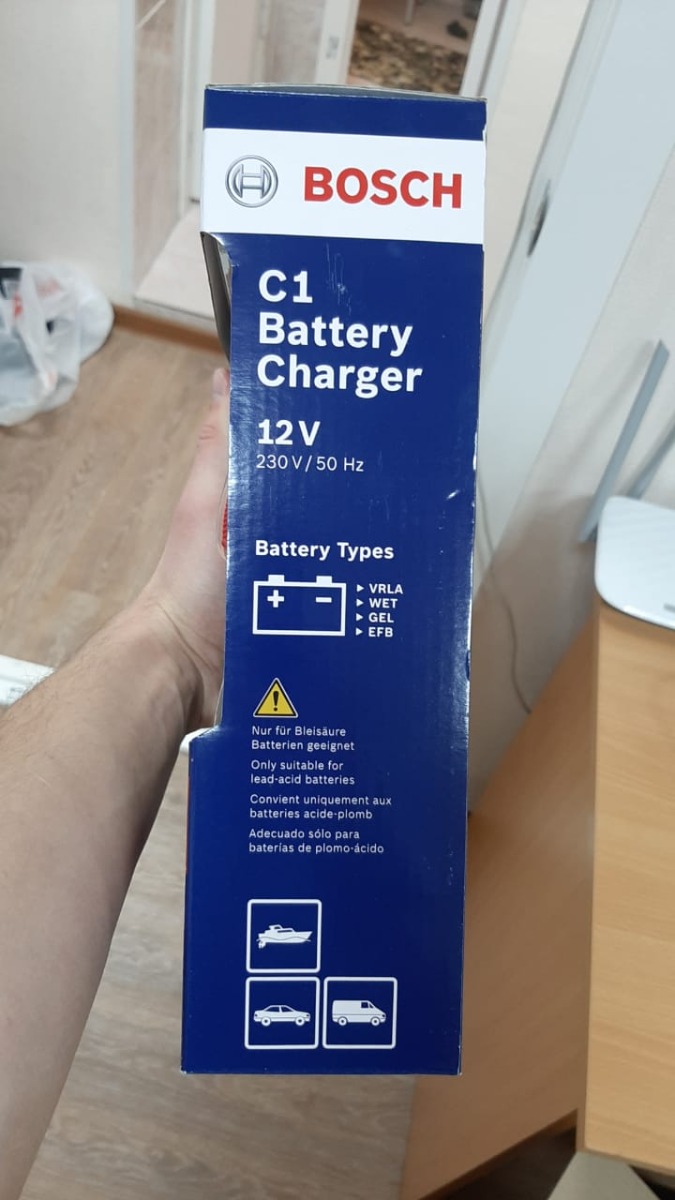 BOSCH
C1
Battery
Charger
12 V
230 V / 50 Hz
Battery Types
+ −
▸ VRLA
▸ WET
▸ GEL
▸ EFB
Nur für Bleisäure
Batterien geeignet
Only suitable for
lead-acid batteries
Convient uniquement aux
batteries acide-plomb
Adecuado sólo para
baterías de plomo-ácido